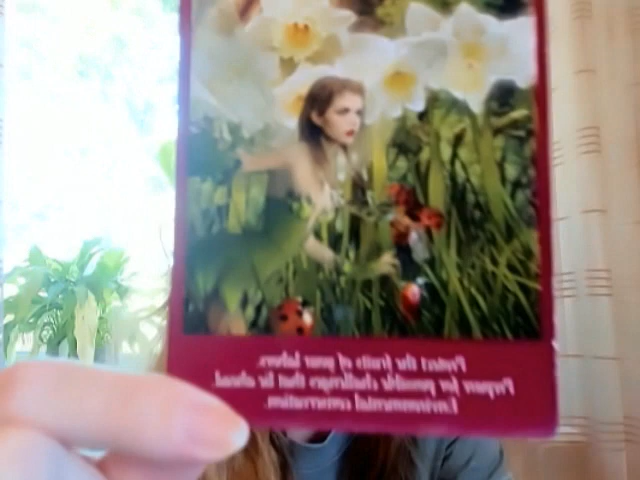 Protect the fruits of your labors.
Prepare for possible challenges that lie ahead.
Environmental conservation.